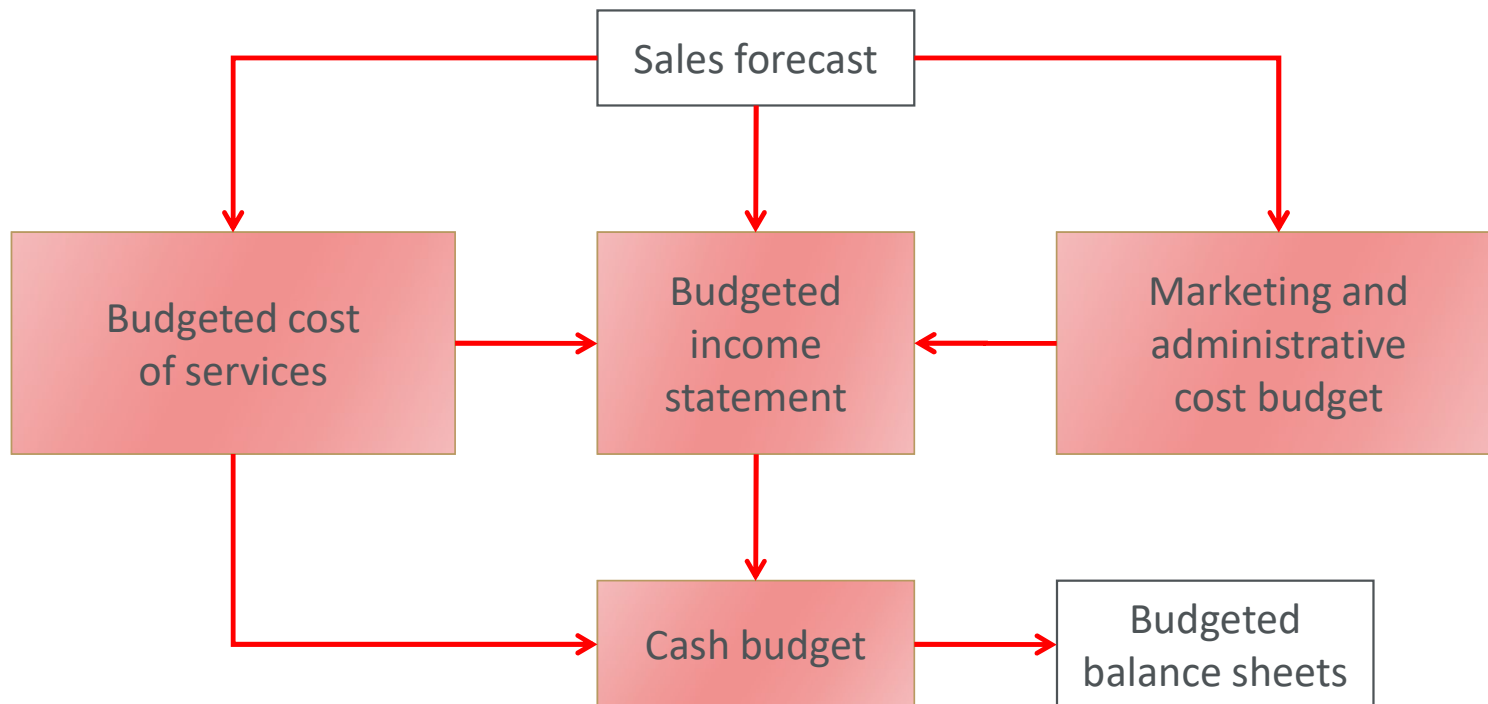 Sales forecast
Budgeted cost
of services
Budgeted
income
statement
Marketing and
administrative
cost budget
Cash budget
Budgeted
balance sheets